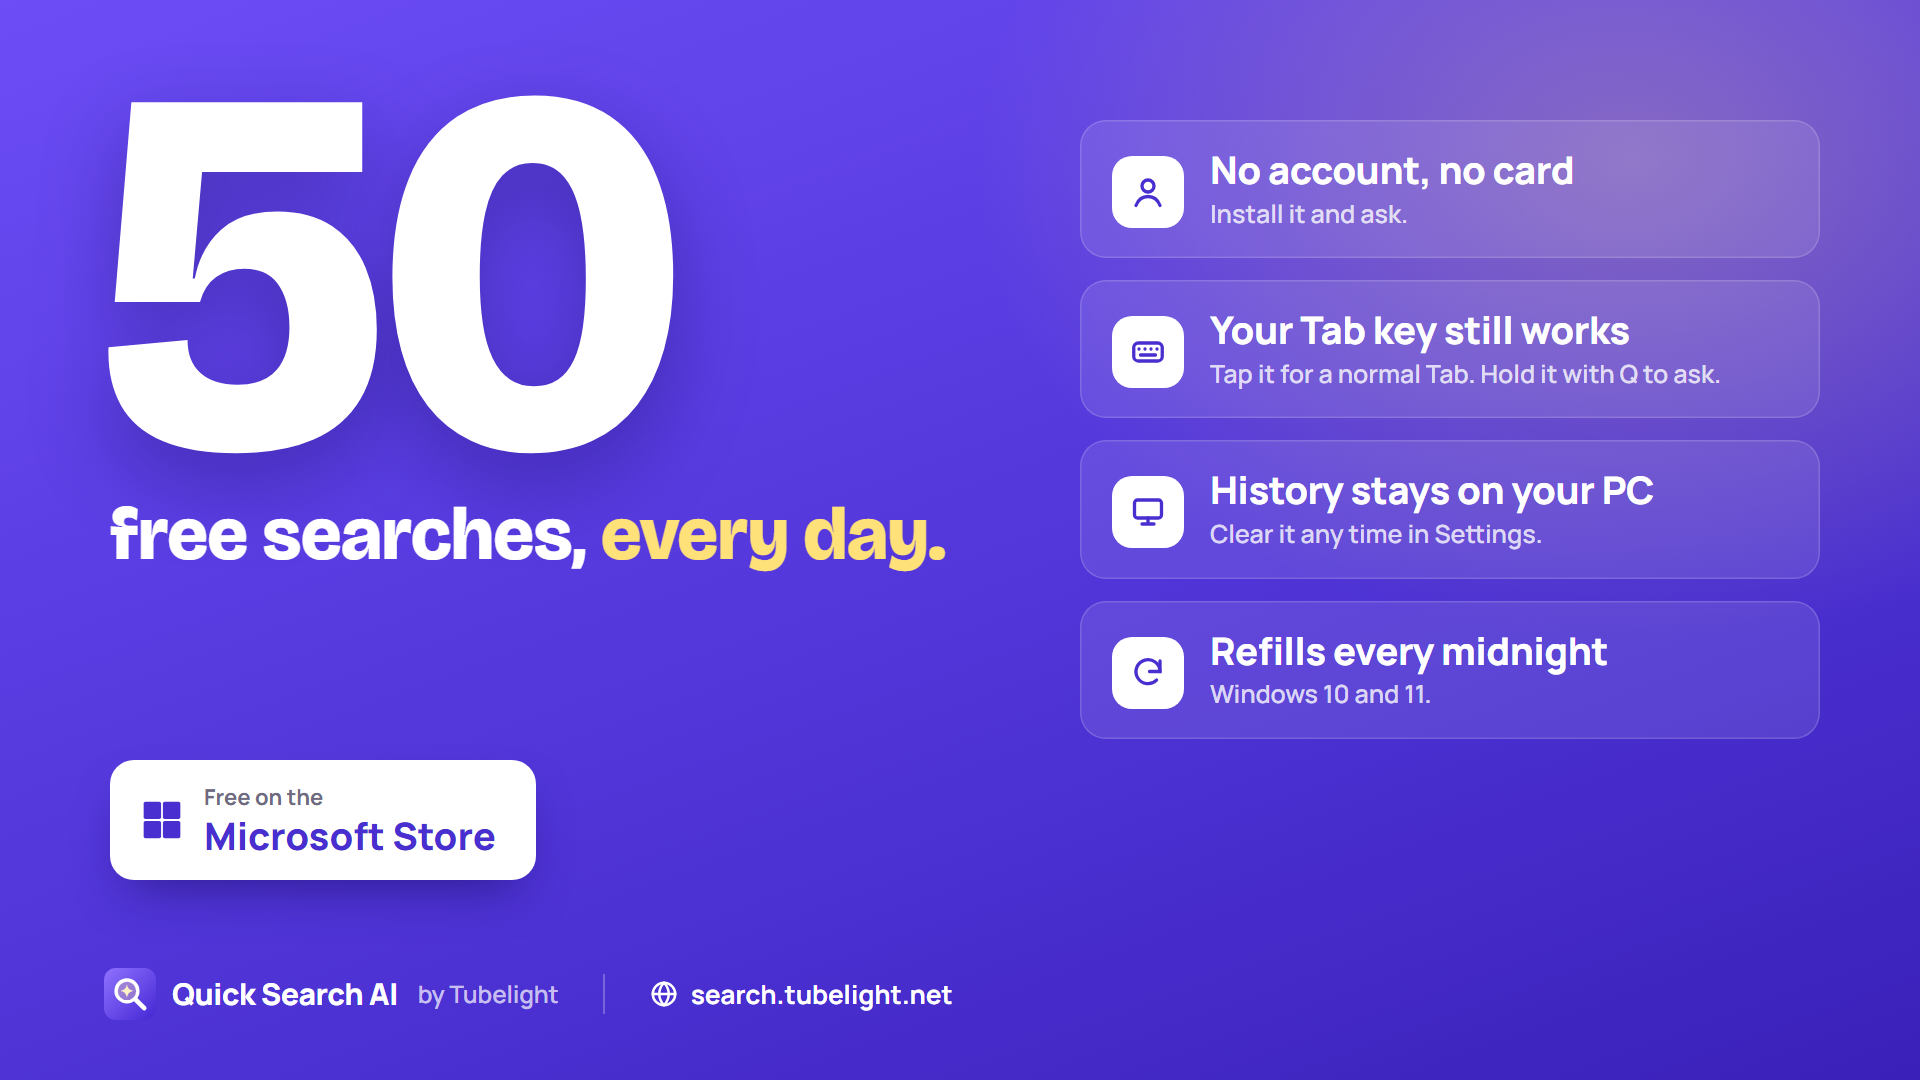 50
free searches, every day.
Free on the
Microsoft Store
Quick Search AI by Tubelight
search.tubelight.net
No account, no card
Install it and ask.
Your Tab key still works
Tap it for a normal Tab. Hold it with Q to ask.
History stays on your PC
Clear it any time in Settings.
Refills every midnight
Windows 10 and 11.